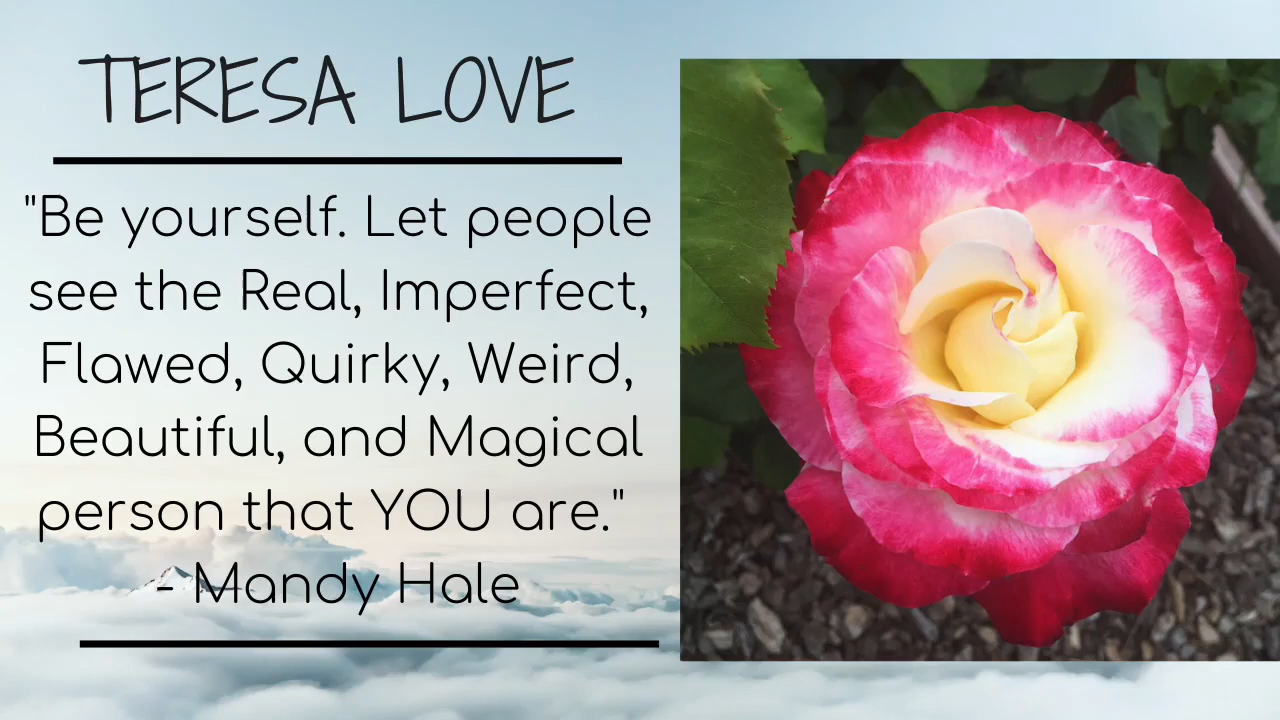 TERESA LOVE
"Be yourself. Let people
see the Real, Imperfect,
Flawed, Quirky, Weird,
Beautiful, and Magical
person that YOU are."
- Mandy Hale